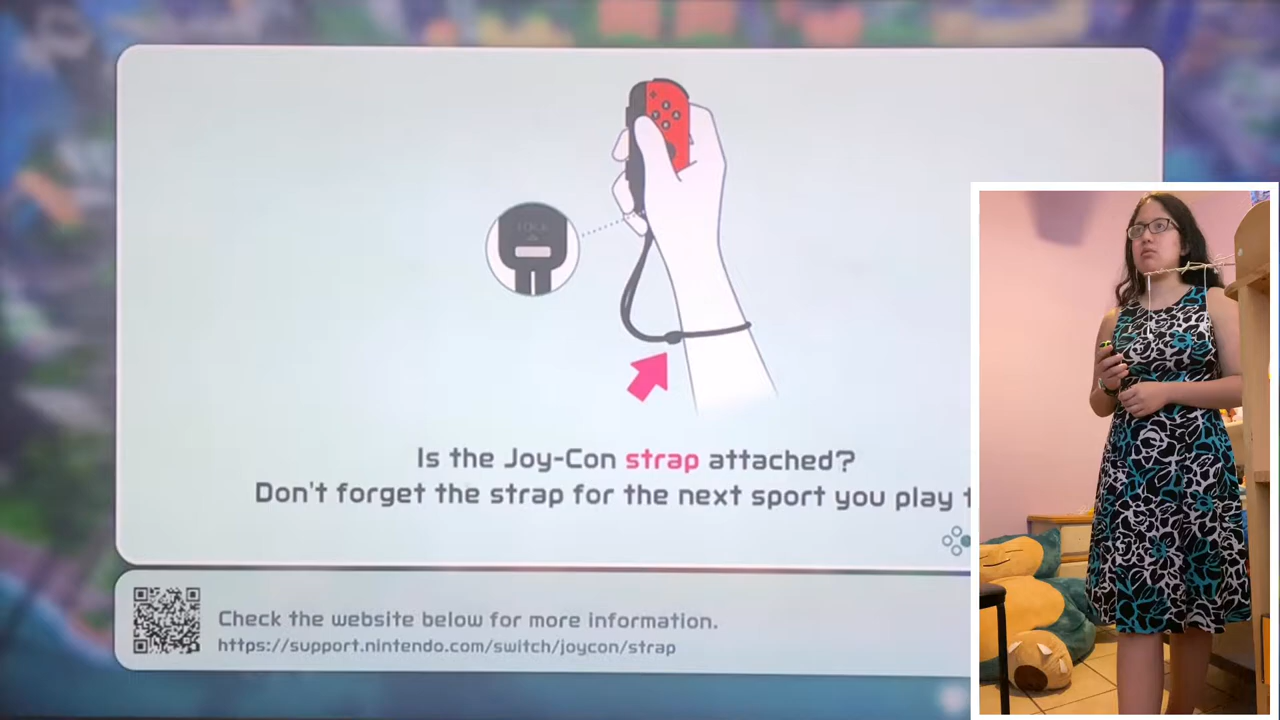 Is the Joy-Con strap attached?
Don't forget the strap for the next sport you play
Check the website below for more information.
https://support.nintendo.com/switch/joycon/strap